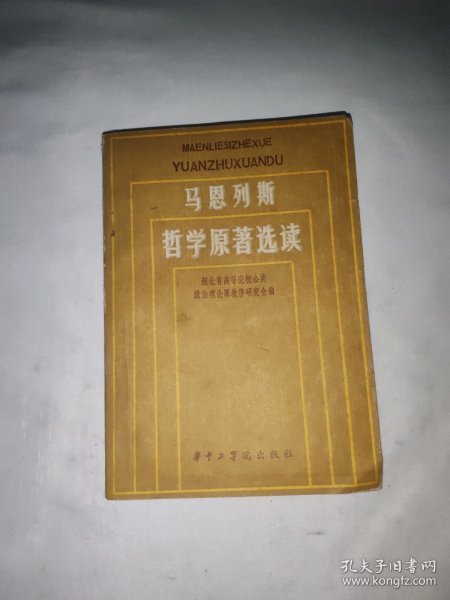 MAENLIESIZHEXUE
YUANZHUXUANDU
马恩列斯
哲学原著选读
湖北省高等院校公共
政治理论课教学研究会编
华中工学院出版社
孔夫子旧书网
www.kongfz.com